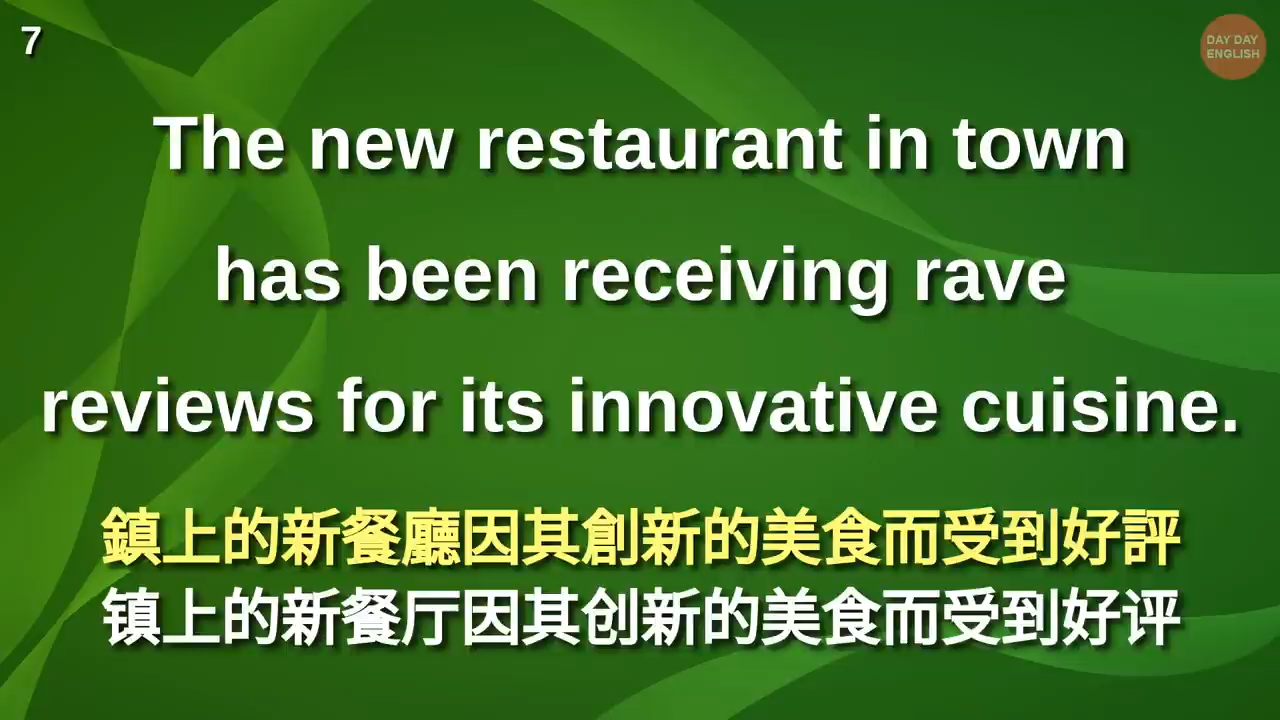 7
DAY DAY
ENGLISH
The new restaurant in town
has been receiving rave
reviews for its innovative cuisine.
鎮上的新餐廳因其創新的美食而受到好評
镇上的新餐厅因其创新的美食而受到好评